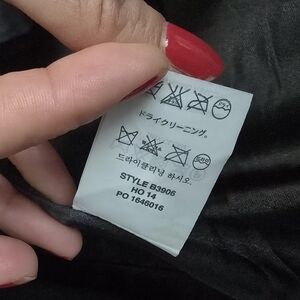 ドライクリーニング。
드라이클리닝 하시오.
STYLE B3906
HO 14
PO 1646016